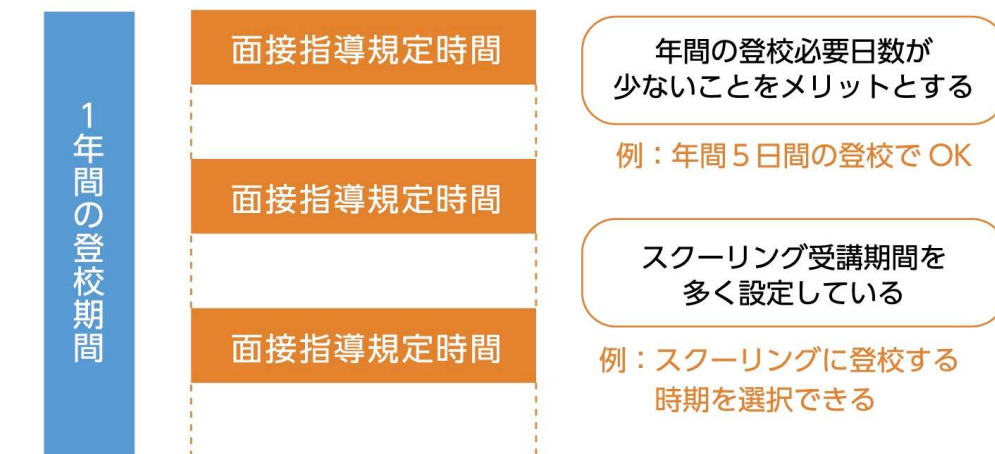 1年間の登校期間
面接指導規定時間
面接指導規定時間
面接指導規定時間
年間の登校必要日数が
少ないことをメリットとする
例：年間5日間の登校でOK
スクーリング受講期間を
多く設定している
例：スクーリングに登校する
時期を選択できる